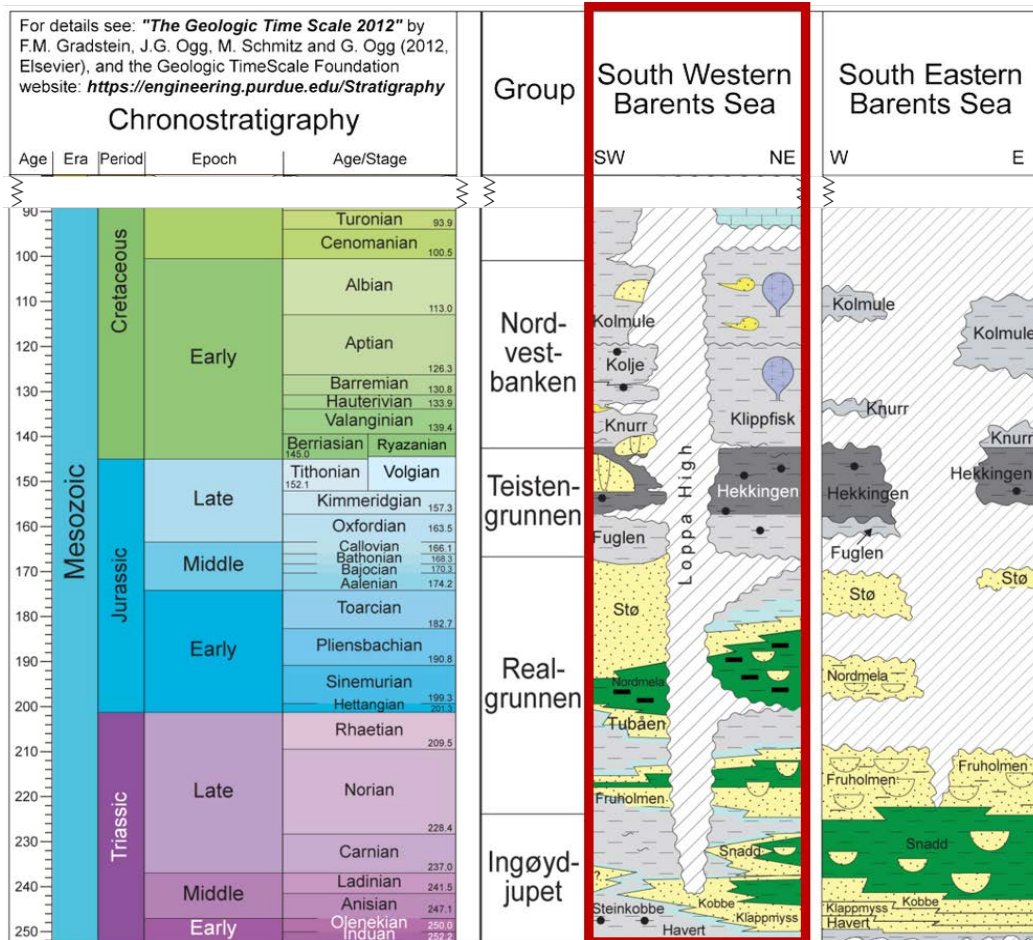 For details see: "The Geologic Time Scale 2012" by
F.M. Gradstein, J.G. Ogg, M. Schmitz and G. Ogg (2012,
Elsevier), and the Geologic TimeScale Foundation
website: https://engineering.purdue.edu/Stratigraphy
Chronostratigraphy
Age
Era
Period
Epoch
Age/Stage
Group
South Western
Barents Sea
SW
NE
South Eastern
Barents Sea
W
E
90
100
110
120
130
140
150
160
170
180
190
200
210
220
230
240
250
Mesozoic
Cretaceous
Jurassic
Triassic
Early
Late
Middle
Early
Late
Middle
Early
Turonian
93.9
Cenomanian
100.5
Albian
113.0
Aptian
126.3
Barremian
130.8
Hauterivian
133.9
Valanginian
139.4
Berriasian
145.0
Ryazanian
Tithonian
152.1
Volgian
Kimmeridgian
157.3
Oxfordian
163.5
Callovian
166.1
Bathonian
168.3
Bajocian
170.3
Aalenian
174.2
Toarcian
182.7
Pliensbachian
190.8
Sinemurian
199.3
Hettangian
201.3
Rhaetian
209.5
Norian
228.4
Carnian
237.0
Ladinian
241.5
Anisian
247.1
Olenekian
250.0
Induan
252.2
Nord-
vest-
banken
Teisten-
grunnen
Real-
grunnen
Ingøyd-
jupet
Kolmule
Kolje
Knurr
Fuglen
Stø
Nordmela
Tubåen
Fruholmen
?
Steinkobbe
Loppa High
Klippfisk
Hekkingen
Snadd
Kobbe
Klappmyss
Havert
Kolmule
Kolmule
Knurr
Knurr
Hekkingen
Hekkingen
Fuglen
Stø
Stø
Nordmela
Fruholmen
Fruholmen
Snadd
Klappmyss
Kobbe
Havert